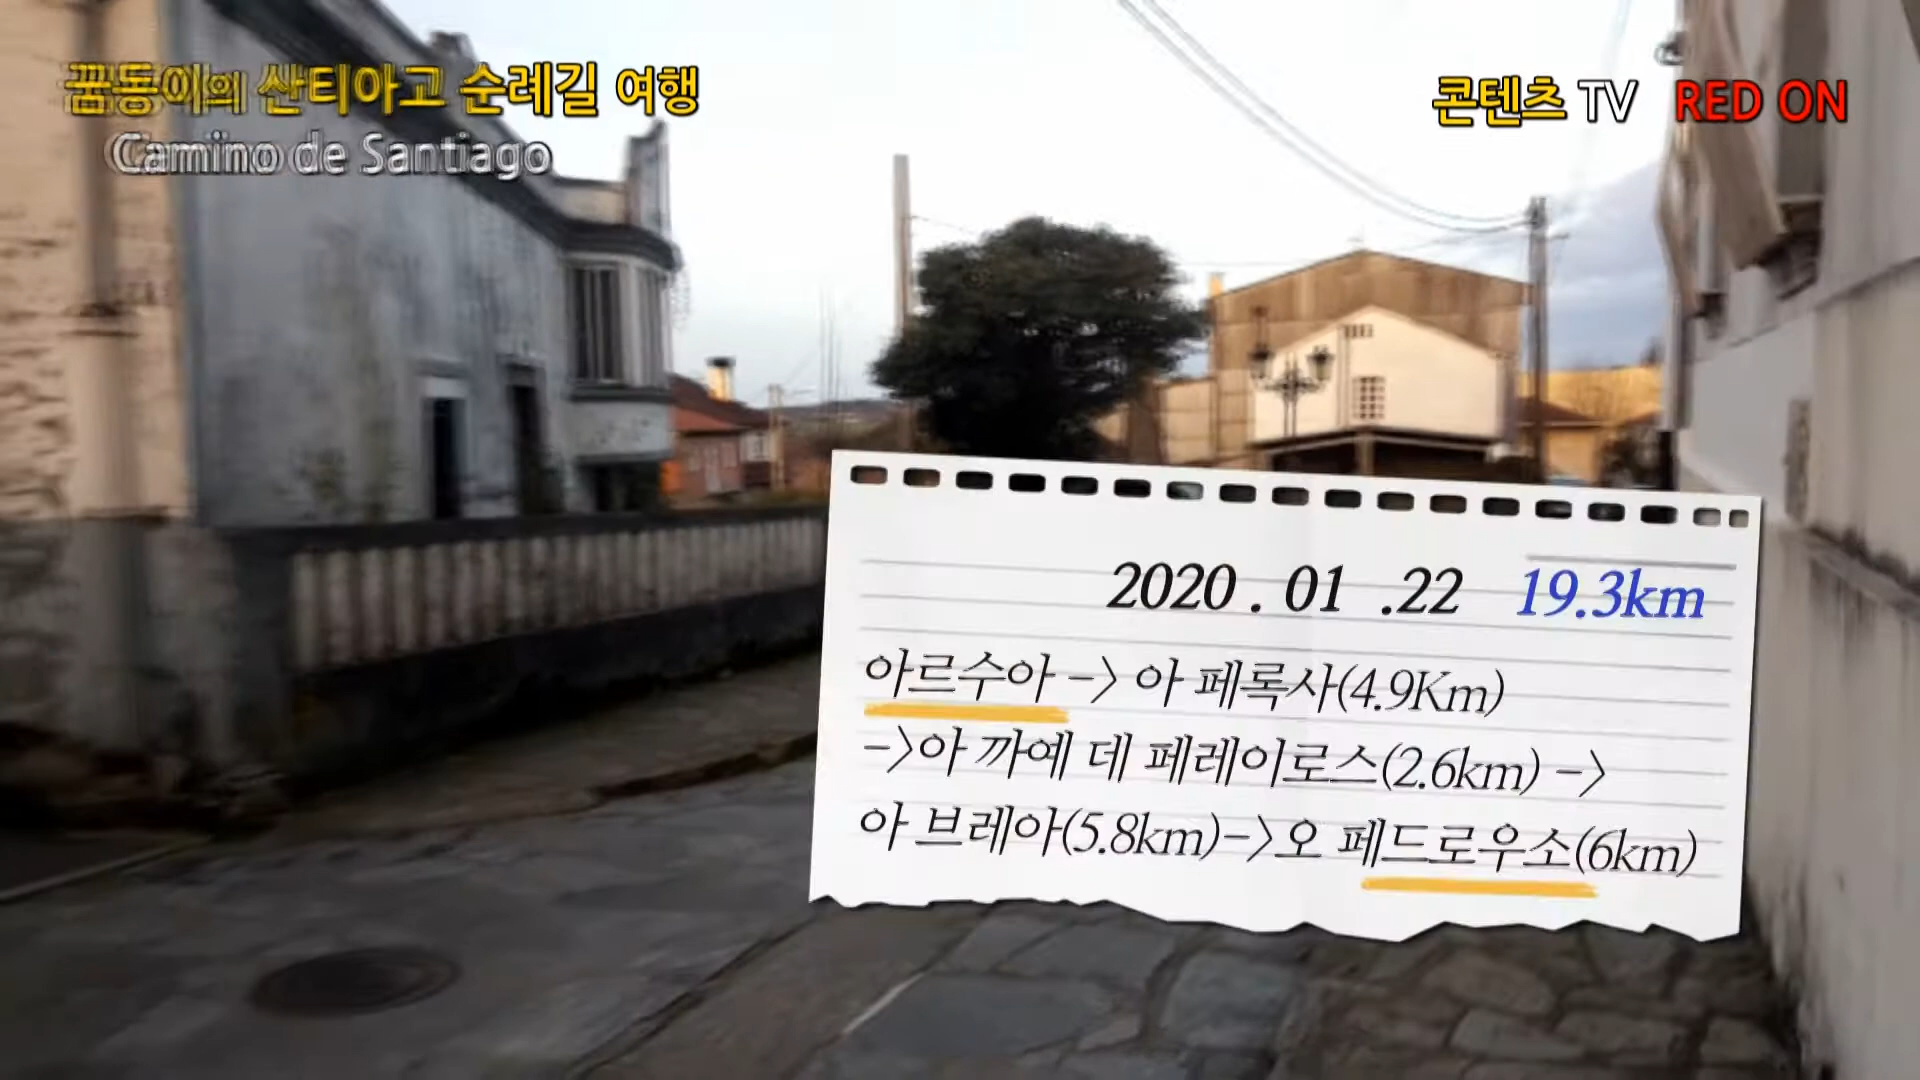 꿈동이의 산티아고 순례길 여행
Camino de Santiago
콘텐츠 TV RED ON
2020 . 01 .22 19.3km
아르수아 -> 아 페록사(4.9Km)
->아 까예 데 페레이로스(2.6km) ->
아 브레아(5.8km)->오 페드로우소(6km)